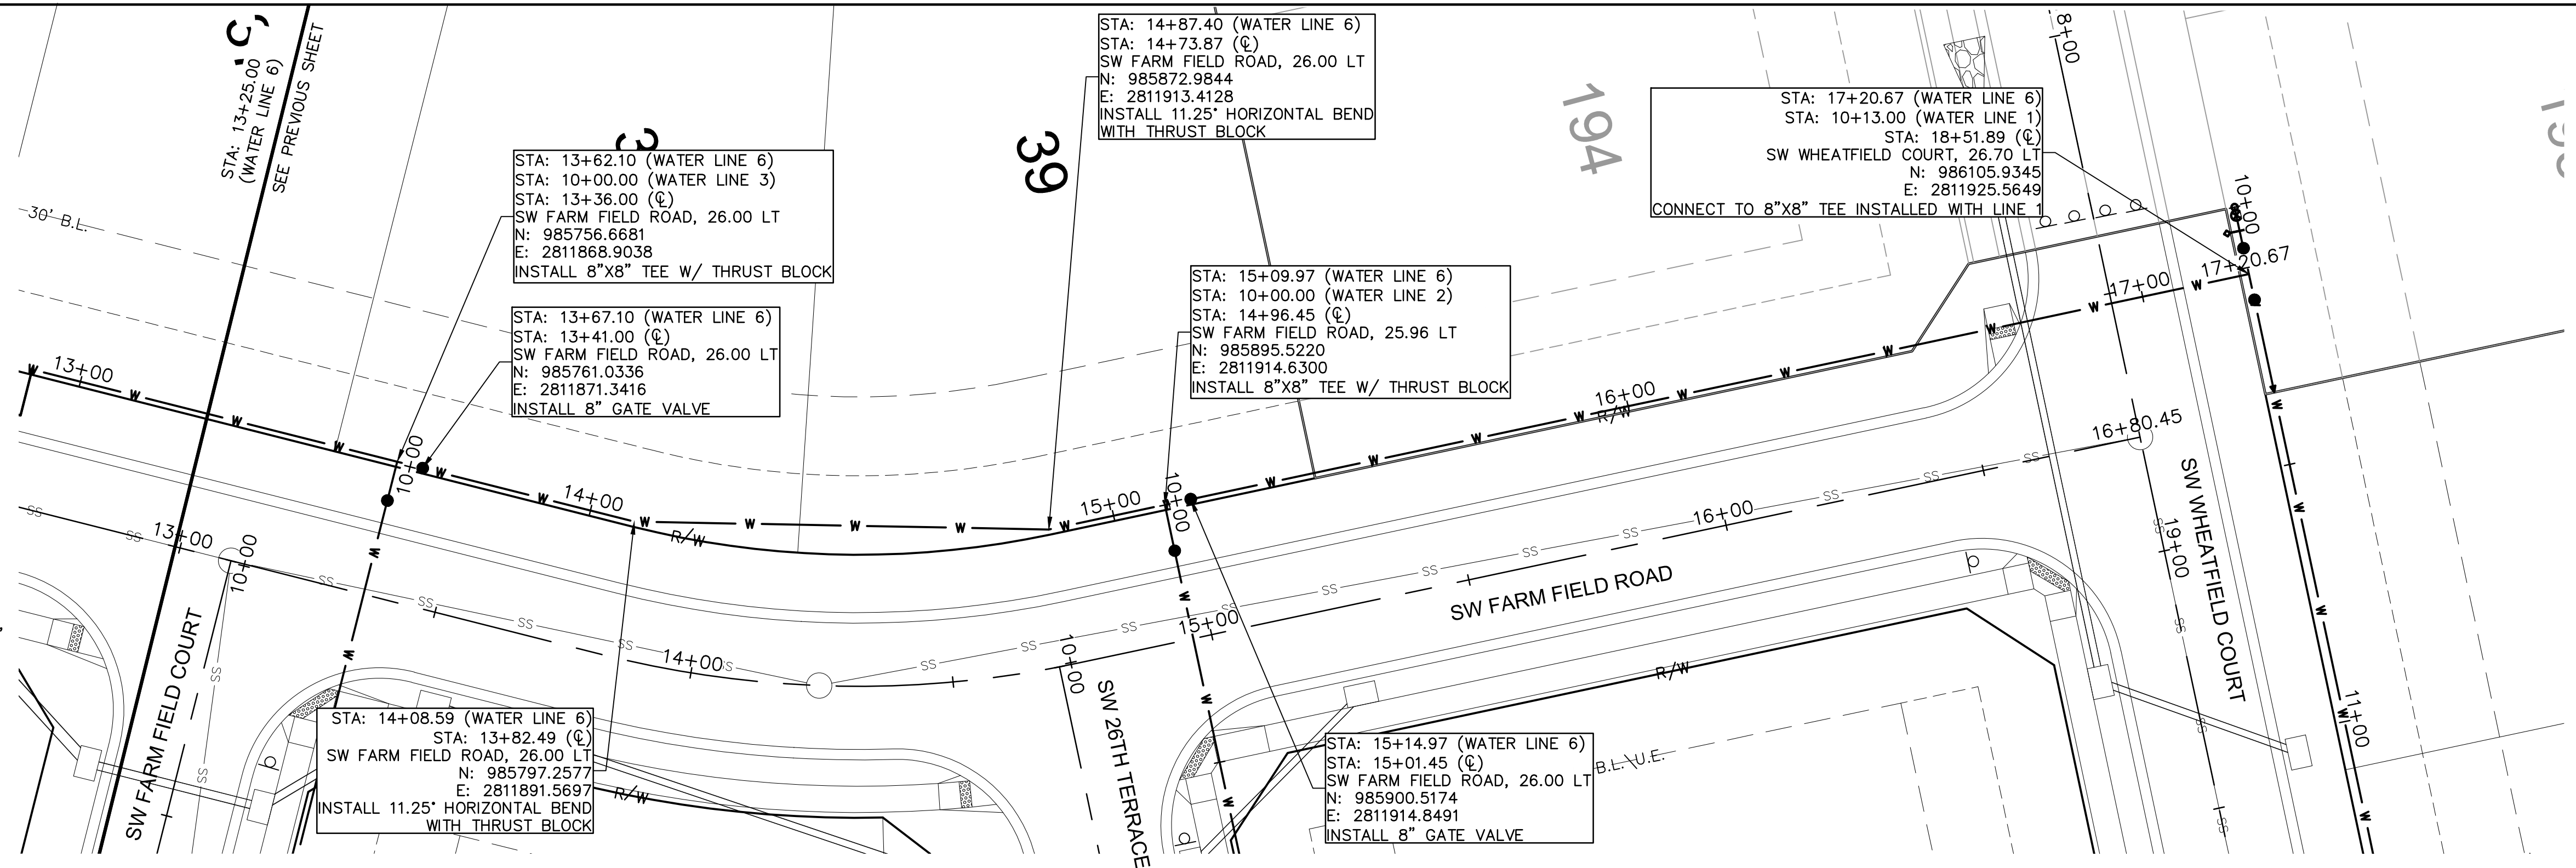 STA: 13+25.00
(WATER LINE 6)
SEE PREVIOUS SHEET
30' B.L.
STA: 13+62.10 (WATER LINE 6)
STA: 10+00.00 (WATER LINE 3)
STA: 13+36.00 (℄)
SW FARM FIELD ROAD, 26.00 LT
N: 985756.6681
E: 2811868.9038
INSTALL 8"X8" TEE W/ THRUST BLOCK
STA: 13+67.10 (WATER LINE 6)
STA: 13+41.00 (℄)
SW FARM FIELD ROAD, 26.00 LT
N: 985761.0336
E: 2811871.3416
INSTALL 8" GATE VALVE
39
STA: 14+87.40 (WATER LINE 6)
STA: 14+73.87 (℄)
SW FARM FIELD ROAD, 26.00 LT
N: 985872.9844
E: 2811913.4128
INSTALL 11.25° HORIZONTAL BEND
WITH THRUST BLOCK
STA: 15+09.97 (WATER LINE 6)
STA: 10+00.00 (WATER LINE 2)
STA: 14+96.45 (℄)
SW FARM FIELD ROAD, 25.96 LT
N: 985895.5220
E: 2811914.6300
INSTALL 8"X8" TEE W/ THRUST BLOCK
194
STA: 17+20.67 (WATER LINE 6)
STA: 10+13.00 (WATER LINE 1)
STA: 18+51.89 (℄)
SW WHEATFIELD COURT, 26.70 LT
N: 986105.9345
E: 2811925.5649
CONNECT TO 8"X8" TEE INSTALLED WITH LINE 1
8+00
10+00
17+20.67
17+00
13+00
10+00
14+00
15+00
10+00
16+00
R/W
R/W
16+80.45
13+00
10+00
14+00
15+00
16+00
19+00
10+00
11+00
SW FARM FIELD COURT
SW FARM FIELD ROAD
SW 26TH TERRACE
SW WHEATFIELD COURT
R/W
R/W
B.L.\U.E.
STA: 14+08.59 (WATER LINE 6)
STA: 13+82.49 (℄)
SW FARM FIELD ROAD, 26.00 LT
N: 985797.2577
E: 2811891.5697
INSTALL 11.25° HORIZONTAL BEND
WITH THRUST BLOCK
STA: 15+14.97 (WATER LINE 6)
STA: 15+01.45 (℄)
SW FARM FIELD ROAD, 26.00 LT
N: 985900.5174
E: 2811914.8491
INSTALL 8" GATE VALVE